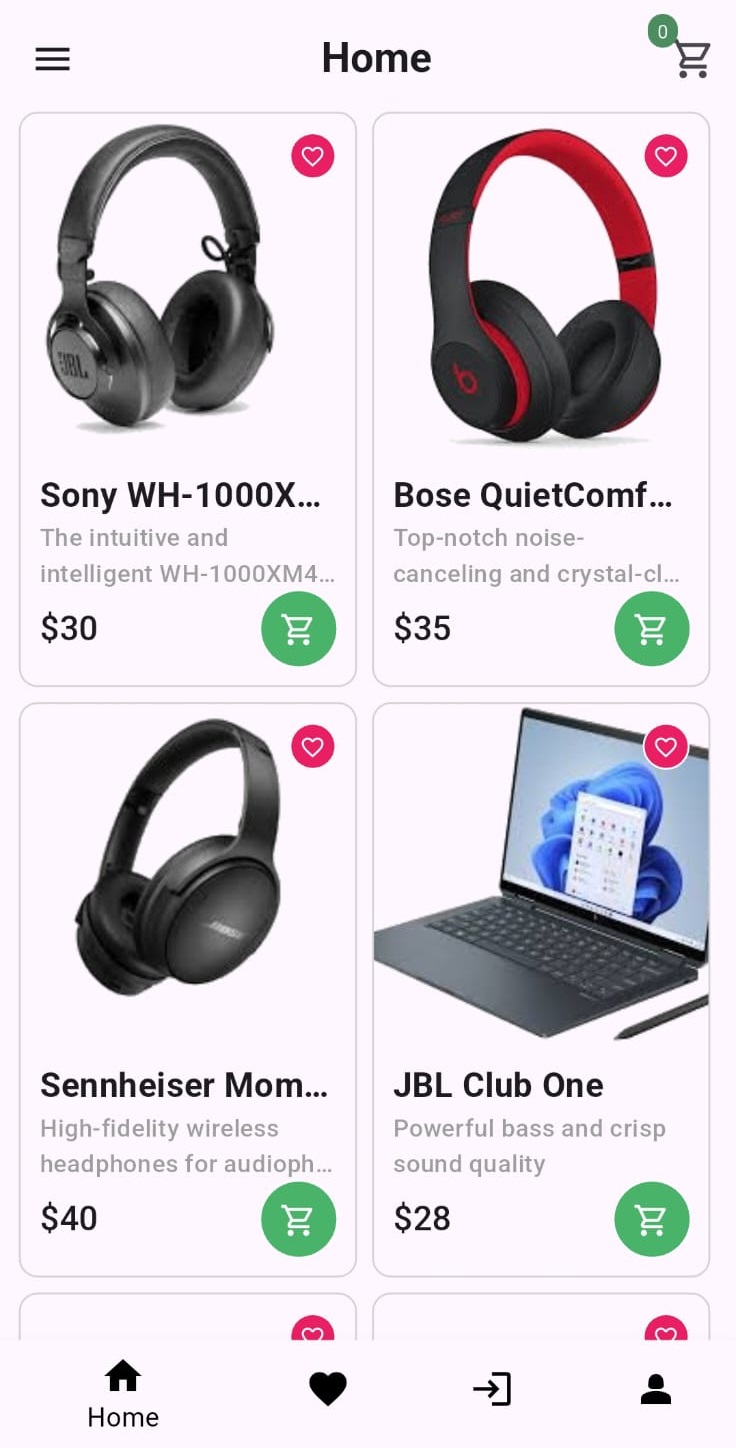 0
Home
JBL
Sony WH-1000X...
The intuitive and
intelligent WH-1000XM4...
$30
Bose QuietComf...
Top-notch noise-
canceling and crystal-cl...
$35
Sennheiser Mom...
High-fidelity wireless
headphones for audioph...
$40
JBL Club One
Powerful bass and crisp
sound quality
$28
Home